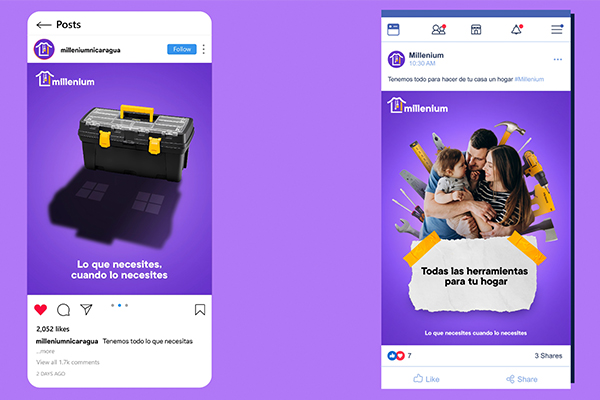 Posts
milleniumnicaragua
Follow
millenium
Lo que necesites,
cuando lo necesites
2,052 likes
milleniumnicaragua Tenemos todo lo que necesitas
...more
View all 1.7k comments
2 DAYS AGO
Millenium
10:30 AM
Tenemos todo para hacer de tu casa un hogar #Millenium
millenium
Todas las herramientas
para tu hogar
Lo que necesites cuando lo necesites
7
3 Shares
Like
Share